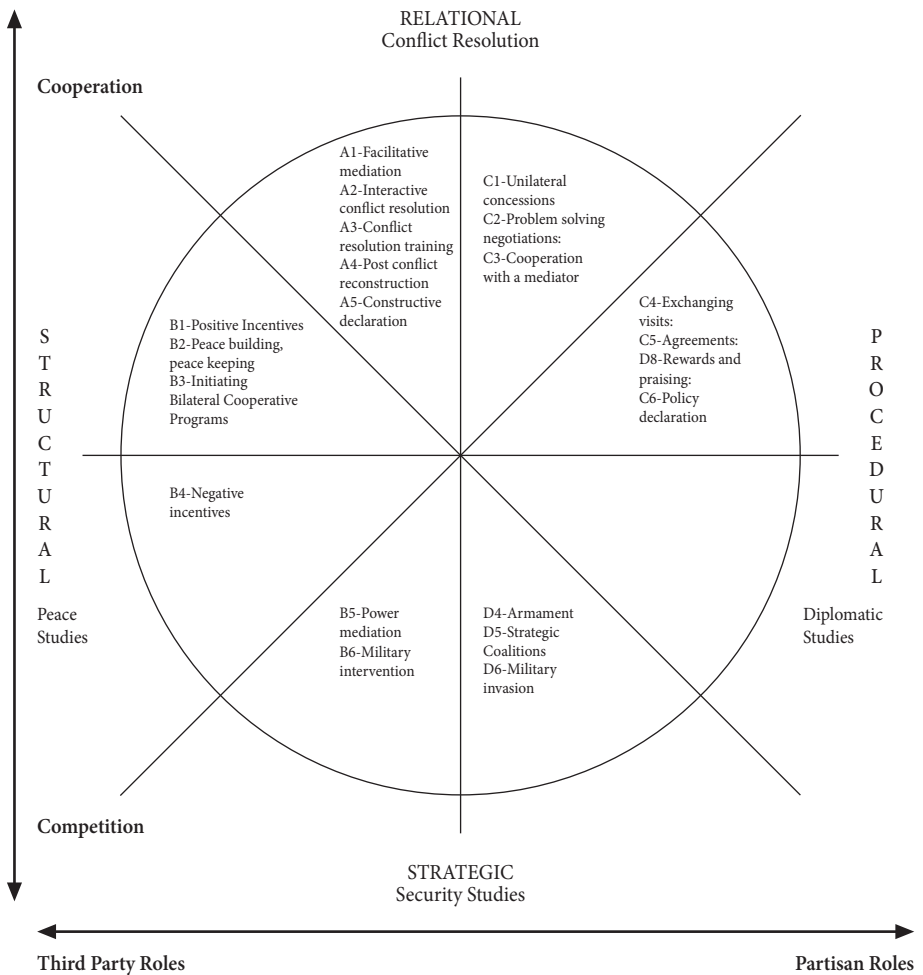 RELATIONAL
Conflict Resolution
Cooperation
A1-Facilitative
mediation
A2-Interactive
conflict resolution
A3-Conflict
resolution training
A4-Post conflict
reconstruction
A5-Constructive
declaration
C1-Unilateral
concessions
C2-Problem solving
negotiations:
C3-Cooperation
with a mediator
B1-Positive Incentives
B2-Peace building,
peace keeping
B3-Initiating
Bilateral Cooperative
Programs
C4-Exchanging
visits:
C5-Agreements:
D8-Rewards and
praising:
C6-Policy
declaration
S
T
R
U
C
T
U
R
A
L
Peace
Studies
P
R
O
C
E
D
U
R
A
L
Diplomatic
Studies
B4-Negative
incentives
B5-Power
mediation
B6-Military
intervention
D4-Armament
D5-Strategic
Coalitions
D6-Military
invasion
Competition
STRATEGIC
Security Studies
Third Party Roles
Partisan Roles